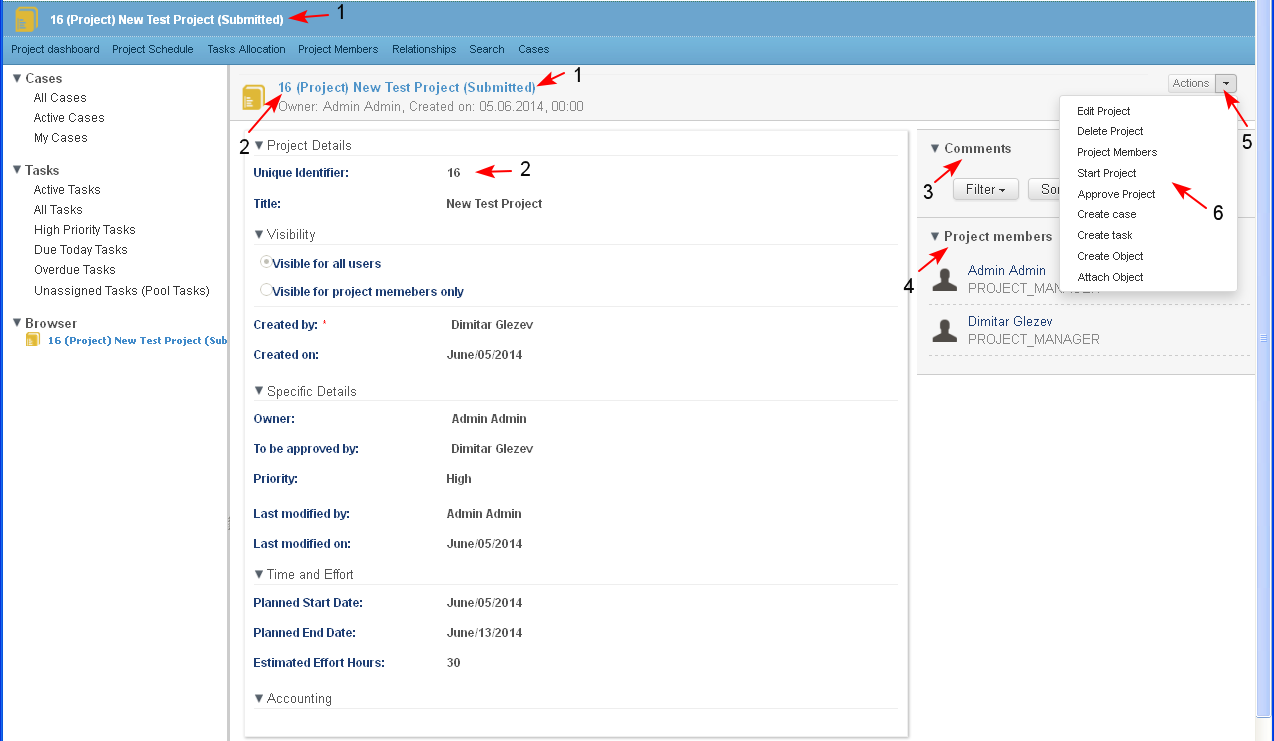 16 (Project) New Test Project (Submitted) 1
Project dashboard Project Schedule Tasks Allocation Project Members Relationships Search Cases
Cases
All Cases
Active Cases
My Cases
Tasks
Active Tasks
All Tasks
High Priority Tasks
Due Today Tasks
Overdue Tasks
Unassigned Tasks (Pool Tasks)
Browser
16 (Project) New Test Project (Sub
16 (Project) New Test Project (Submitted) 1
Owner: Admin Admin, Created on: 05.06.2014, 00:00
2
Project Details
Unique Identifier: 16 2
Title: New Test Project
Visibility
Visible for all users
Visible for project memebers only
Created by: * Dimitar Glezev
Created on: June/05/2014
Specific Details
Owner: Admin Admin
To be approved by: Dimitar Glezev
Priority: High
Last modified by: Admin Admin
Last modified on: June/05/2014
Time and Effort
Planned Start Date: June/05/2014
Planned End Date: June/13/2014
Estimated Effort Hours: 30
Accounting
Actions
5
Edit Project
Delete Project
Project Members
Start Project
Approve Project
Create case
Create task
Create Object
Attach Object
6
Comments
3
Filter Sor
Project members
4
Admin Admin
PROJECT_MANAGER
Dimitar Glezev
PROJECT_MANAGER